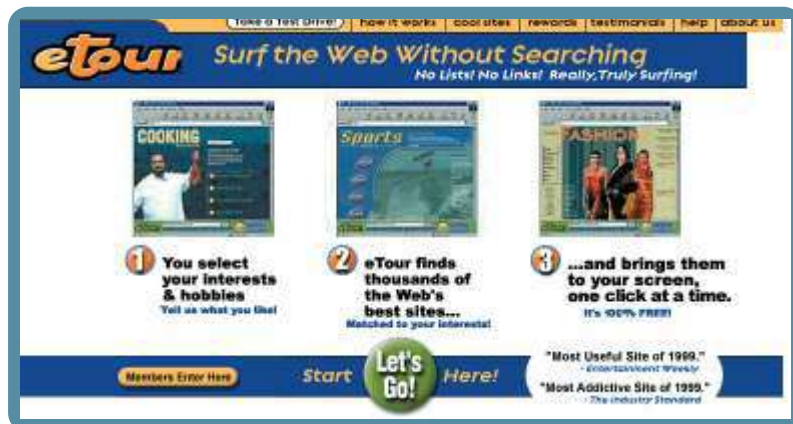 Take a Test Drive! how it works cool sites rewards testimonials help about us
eTour Surf the Web Without Searching
No Lists! No Links! Really, Truly Surfing!
COOKING
Sports
FASHION
1 You select
your interests
& hobbies
Tell us what you like!
2 eTour finds
thousands of
the Web's
best sites...
Matched to your interests!
3 ...and brings them
to your screen,
one click at a time.
It's 100% FREE!
Members Enter Here
Start Let's Go! Here!
"Most Useful Site of 1999."
- Entertainment Weekly
"Most Addictive Site of 1999."
- The Industry Standard